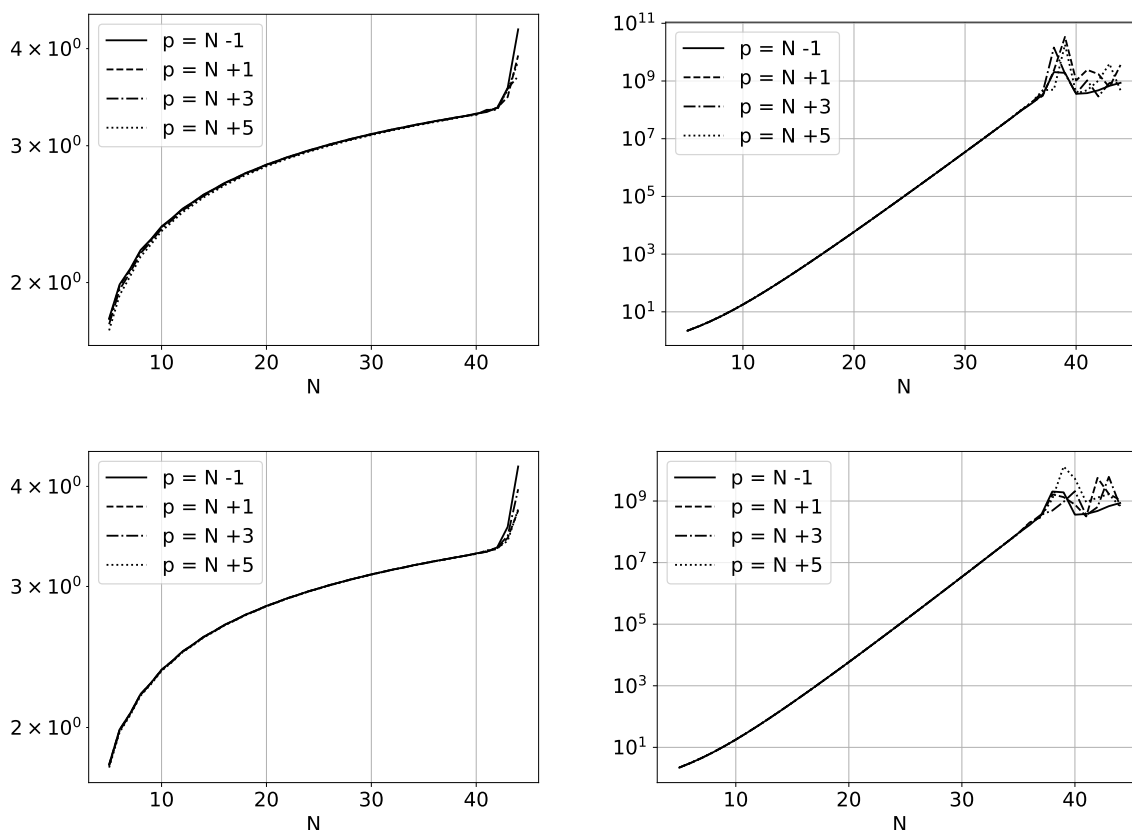 4 × 10⁰
3 × 10⁰
2 × 10⁰
p = N -1
p = N +1
p = N +3
p = N +5
10 20 30 40
N
10¹¹
10⁹
10⁷
10⁵
10³
10¹
p = N -1
p = N +1
p = N +3
p = N +5
10 20 30 40
N
4 × 10⁰
3 × 10⁰
2 × 10⁰
p = N -1
p = N +1
p = N +3
p = N +5
10 20 30 40
N
10⁹
10⁷
10⁵
10³
10¹
p = N -1
p = N +1
p = N +3
p = N +5
10 20 30 40
N